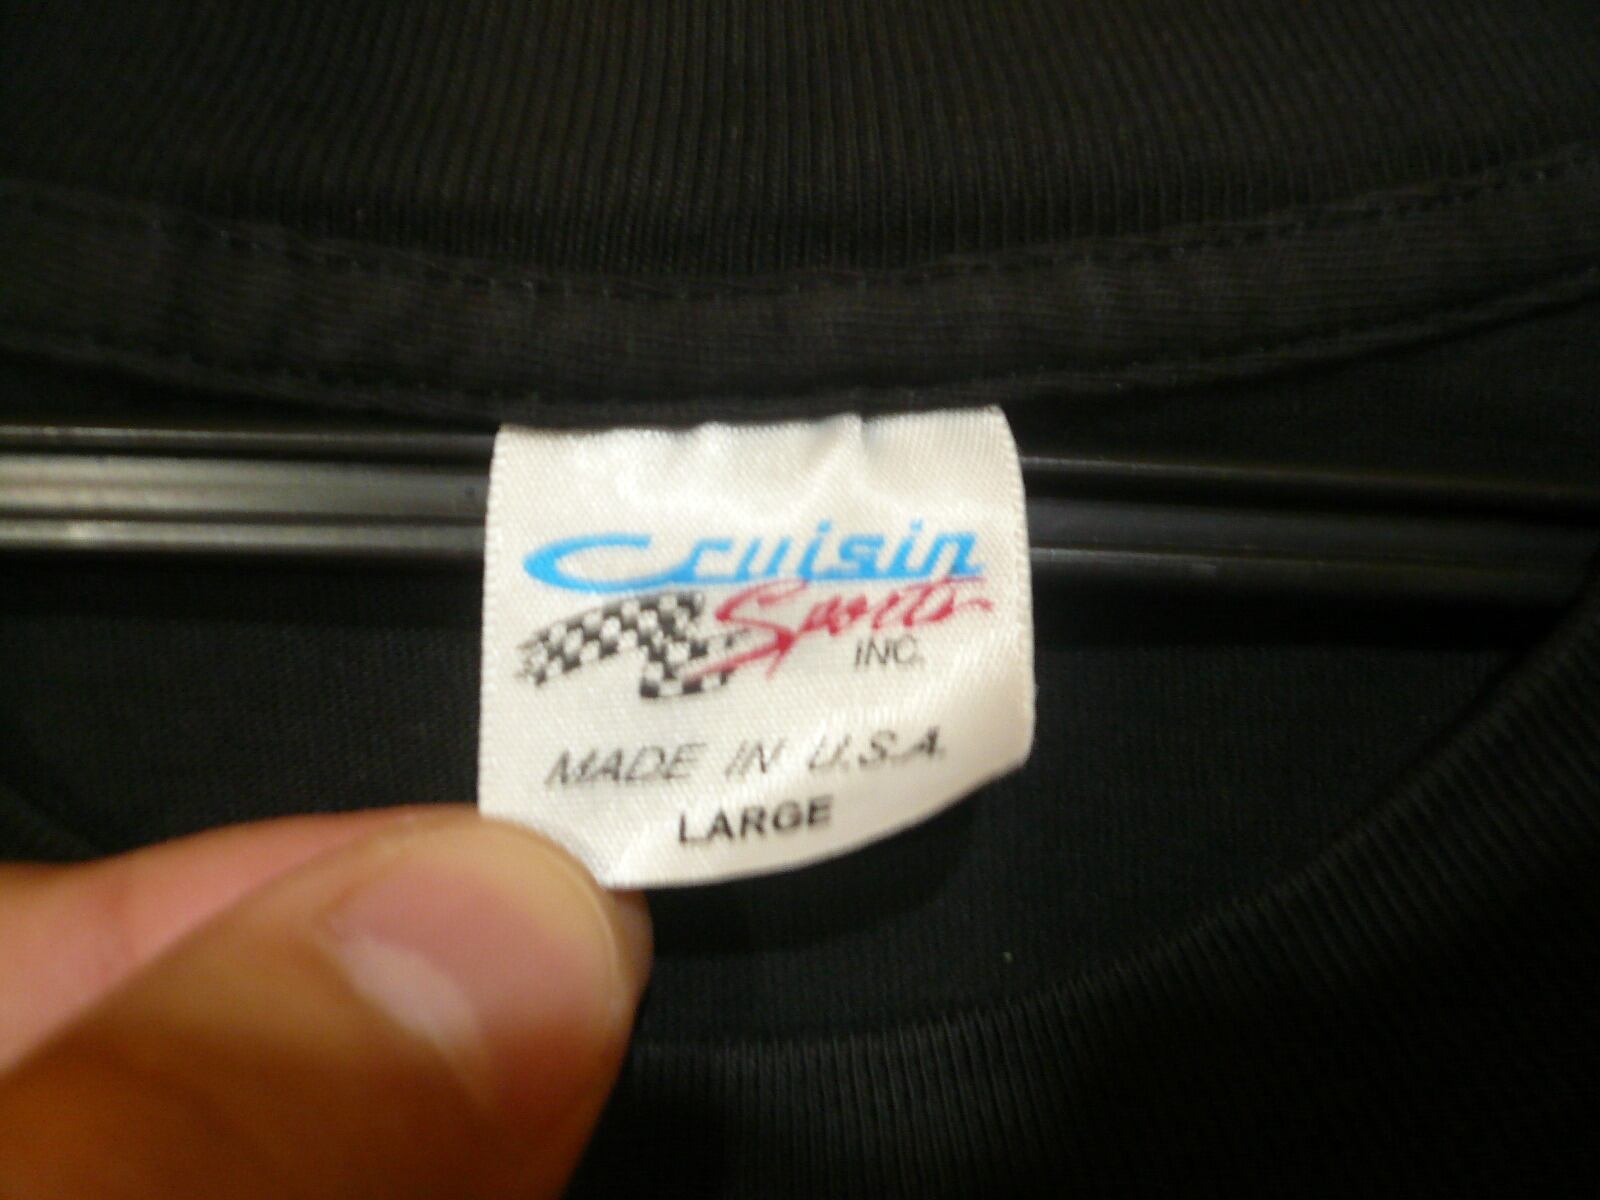 Cruisin
Sports
INC.
MADE IN U.S.A.
LARGE